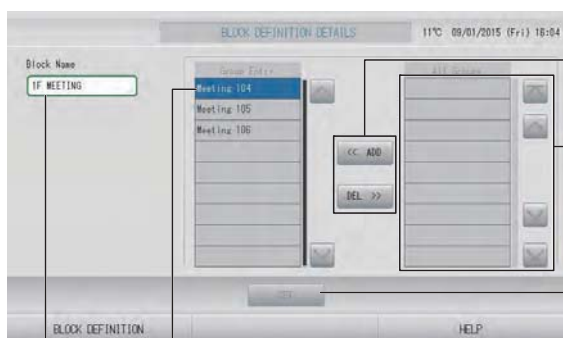 BLOCK DEFINITION DETAILS
11°C 09/01/2015 (Fri) 16:04
Block Name
1F MEETING
Group Entry
All Groups
Meeting 104
Meeting 105
Meeting 106
<< ADD
DEL >>
SET
BLOCK DEFINITION
HELP